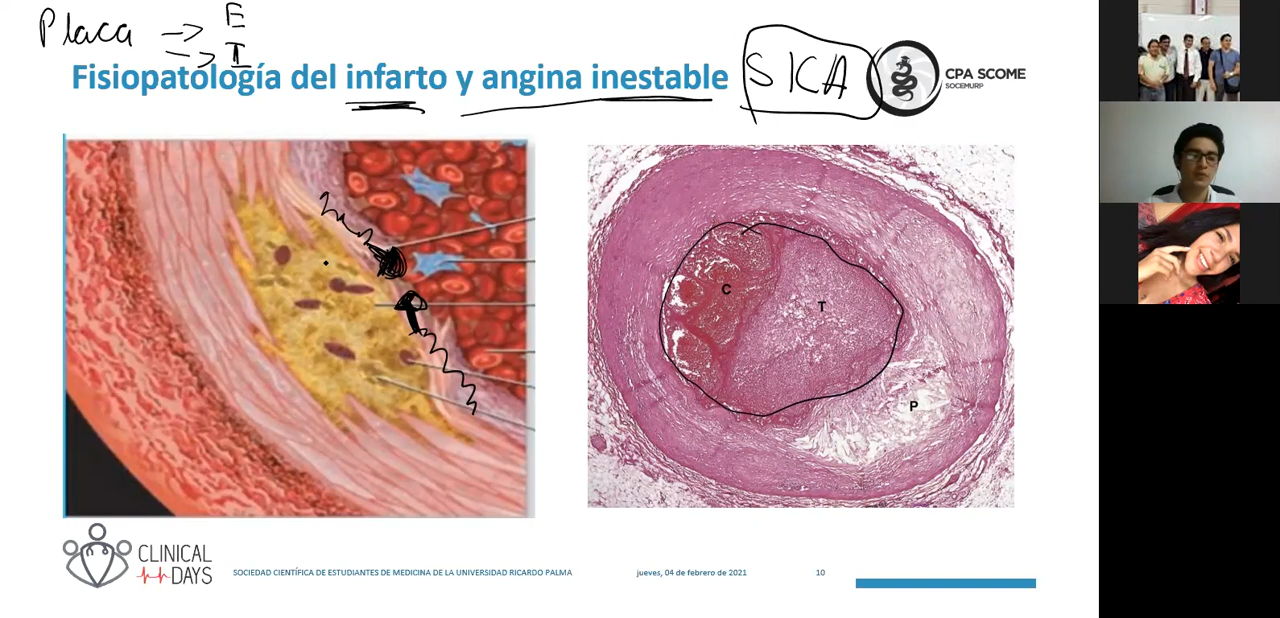 Placa → E
→ I
Fisiopatología del infarto y angina inestable
SKA
CPA SCOME
SOCEMURP
C
T
P
CLINICAL
DAYS
SOCIEDAD CIENTÍFICA DE ESTUDIANTES DE MEDICINA DE LA UNIVERSIDAD RICARDO PALMA
jueves, 04 de febrero de 2021
10